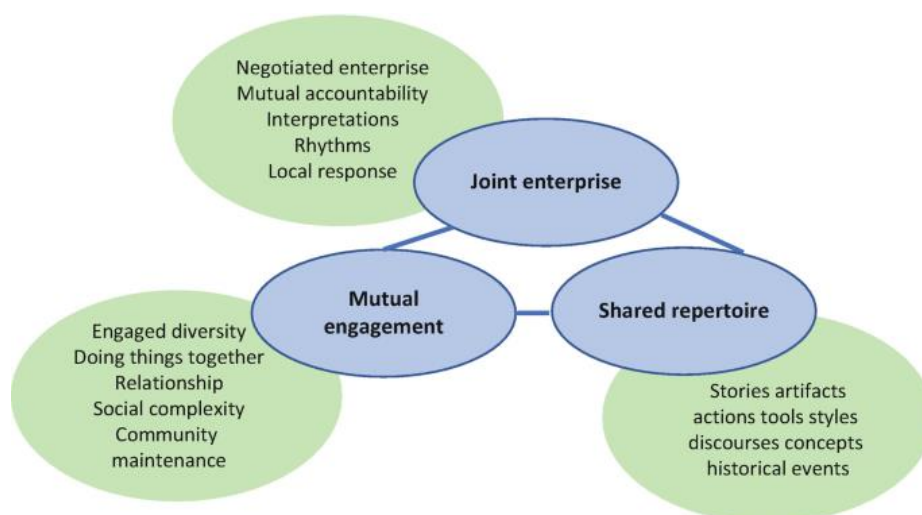 Negotiated enterprise
Mutual accountability
Interpretations
Rhythms
Local response
Joint enterprise
Mutual
engagement
Shared repertoire
Engaged diversity
Doing things together
Relationship
Social complexity
Community
maintenance
Stories artifacts
actions tools styles
discourses concepts
historical events